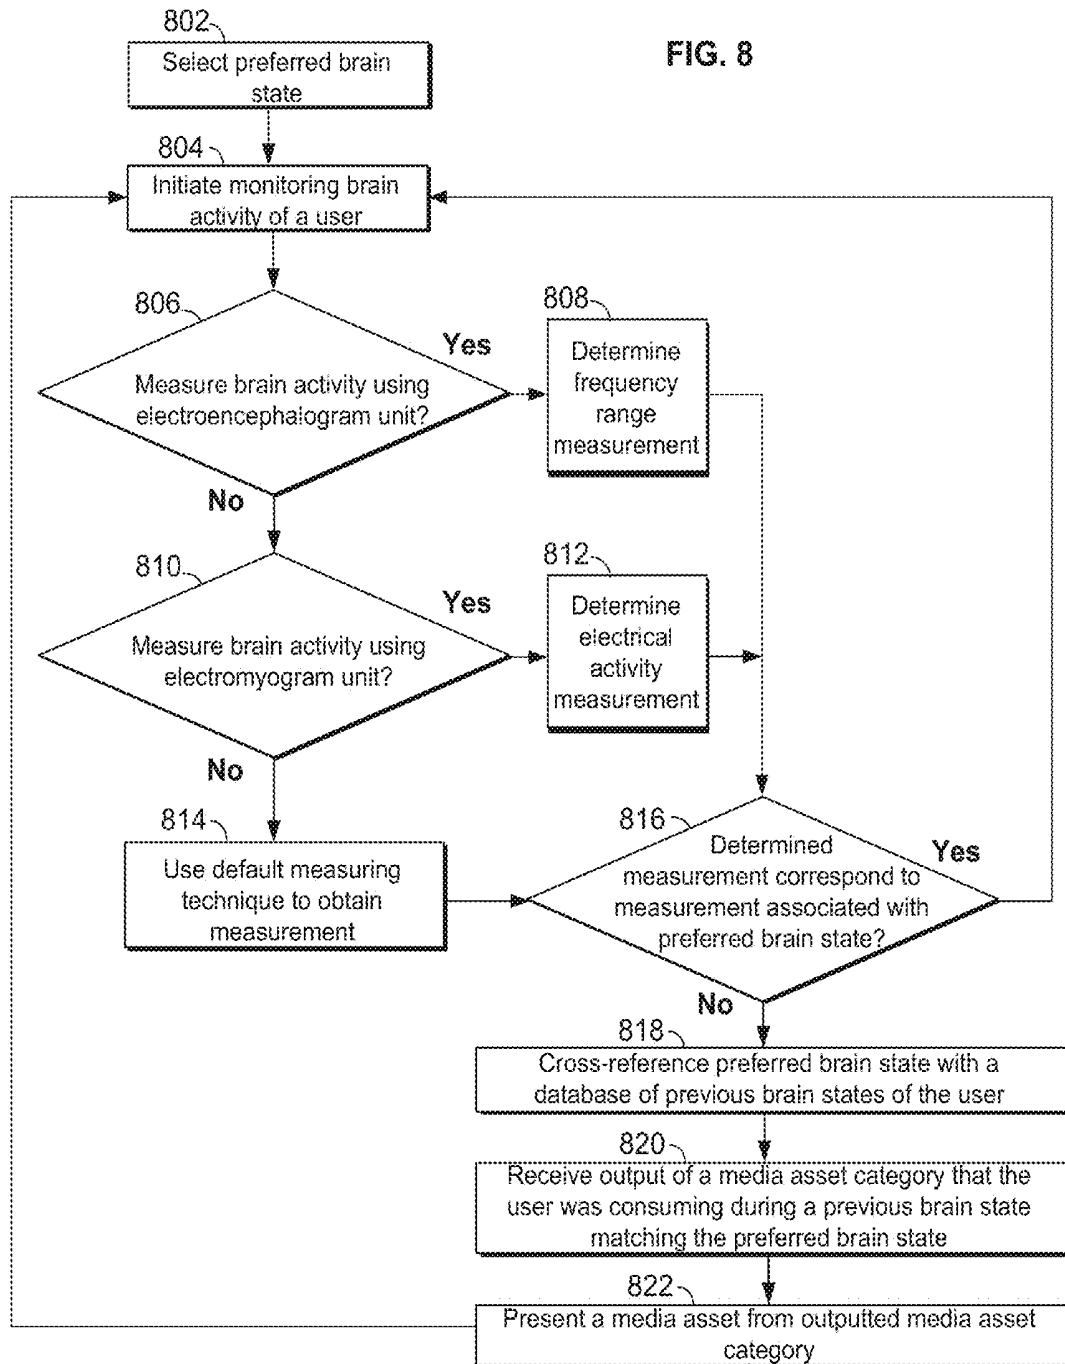 FIG. 8
802
Select preferred brain
state
804
Initiate monitoring brain
activity of a user
806
Measure brain activity using
electroencephalogram unit?
Yes
No
808
Determine
frequency
range
measurement
810
Measure brain activity using
electromyogram unit?
Yes
No
812
Determine
electrical
activity
measurement
814
Use default measuring
technique to obtain
measurement
816
Determined
measurement correspond to
measurement associated with
preferred brain state?
Yes
No
818
Cross-reference preferred brain state with a
database of previous brain states of the user
820
Receive output of a media asset category that the
user was consuming during a previous brain state
matching the preferred brain state
822
Present a media asset from outputted media asset
category